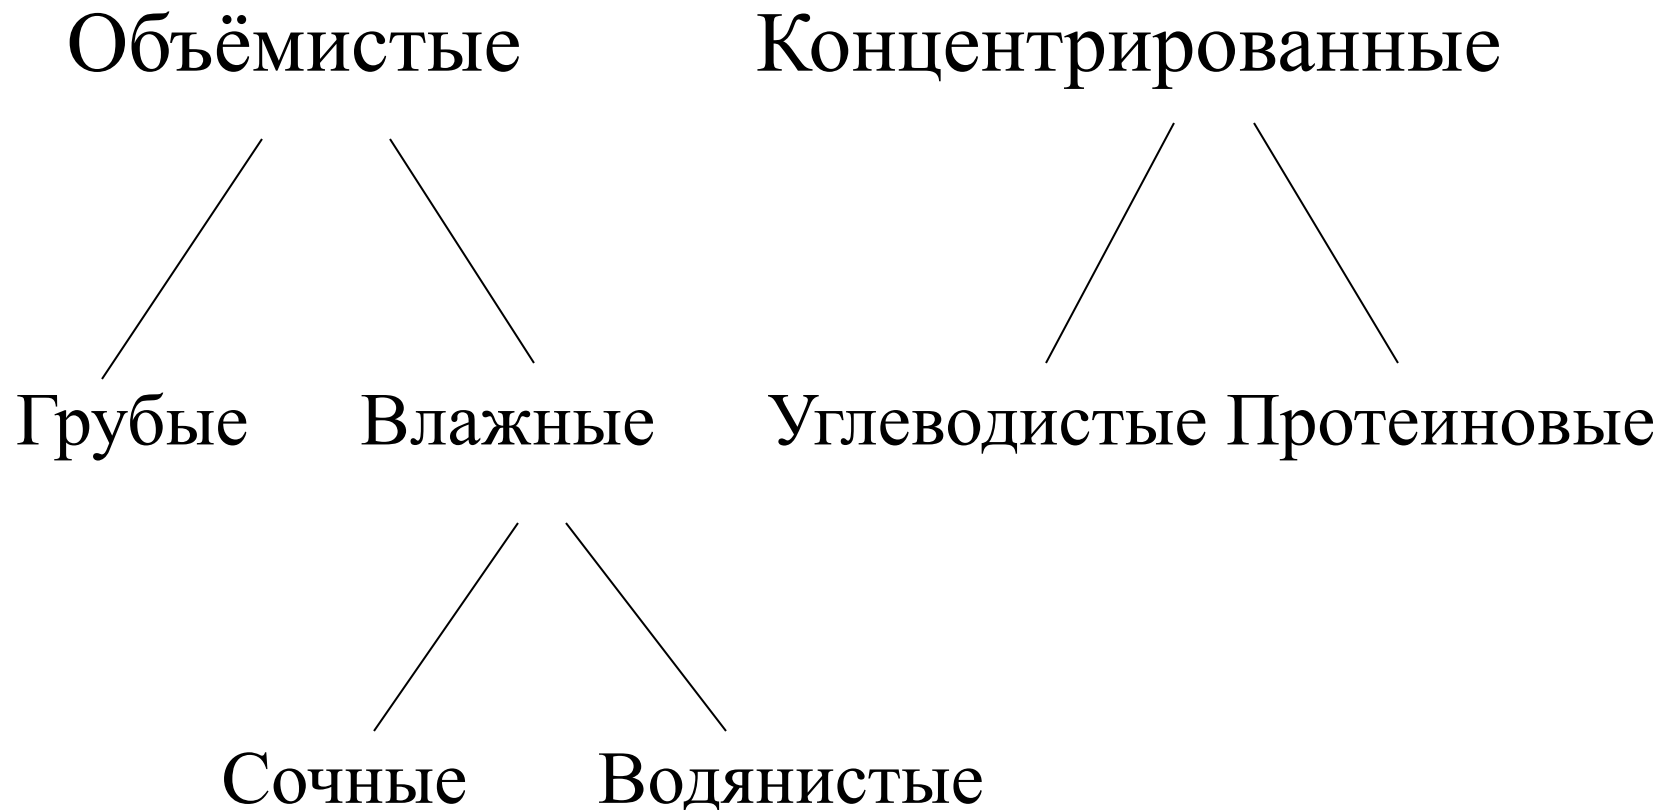 Объёмистые Концентрированные
Грубые Влажные Углеводистые Протеиновые
Сочные Водянистые